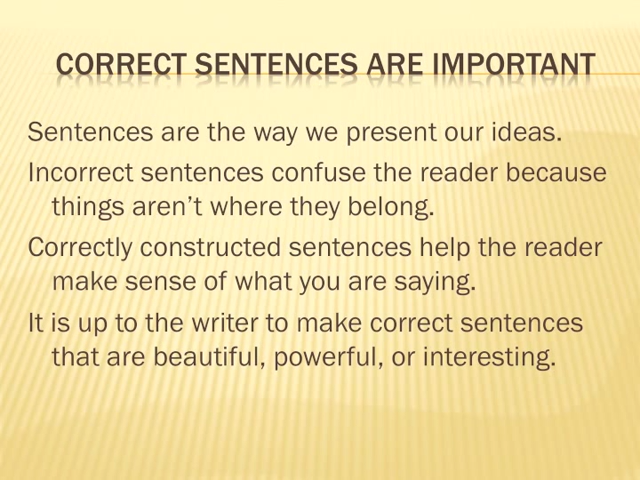 CORRECT SENTENCES ARE IMPORTANT
Sentences are the way we present our ideas.
Incorrect sentences confuse the reader because
things aren’t where they belong.
Correctly constructed sentences help the reader
make sense of what you are saying.
It is up to the writer to make correct sentences
that are beautiful, powerful, or interesting.